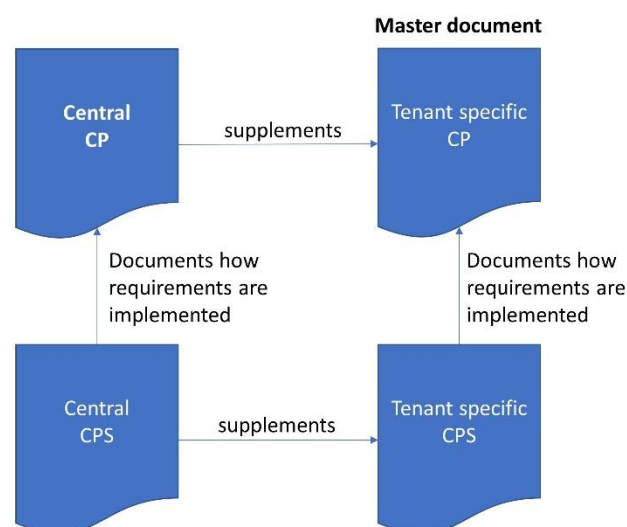 Master document
Central
CP
supplements
Tenant specific
CP
Documents how
requirements are
implemented
Documents how
requirements are
implemented
Central
CPS
supplements
Tenant specific
CPS